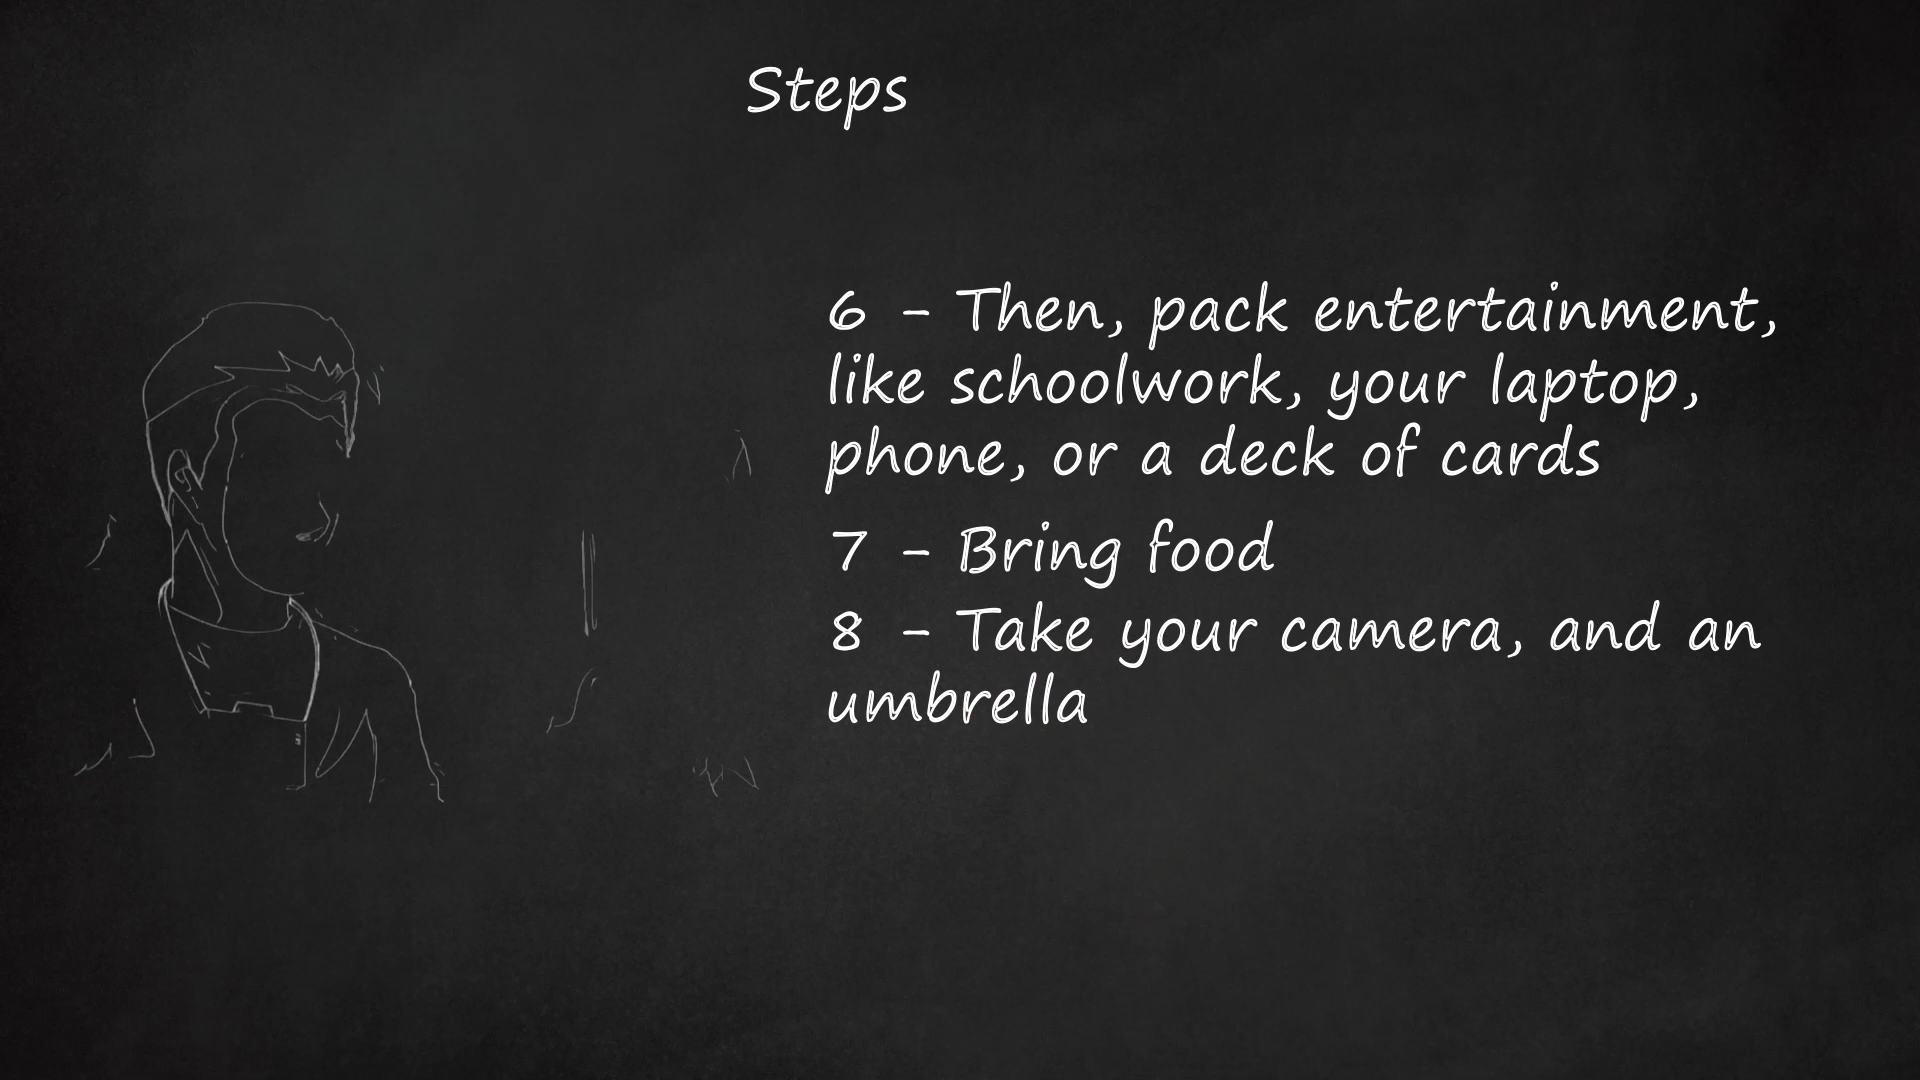 Steps
6 - Then, pack entertainment,
like schoolwork, your laptop,
phone, or a deck of cards
7 - Bring food
8 - Take your camera, and an
umbrella